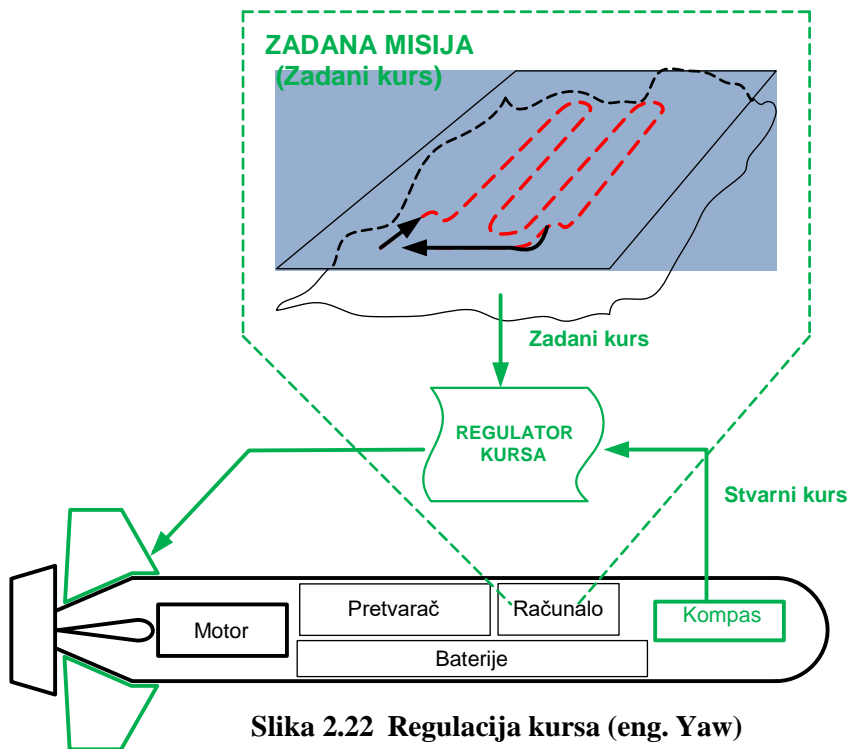 ZADANA MISIJA
(Zadani kurs)
Zadani kurs
REGULATOR
KURSA
Stvarni kurs
Pretvarač
Računalo
Kompas
Motor
Baterije
Slika 2.22 Regulacija kursa (eng. Yaw)